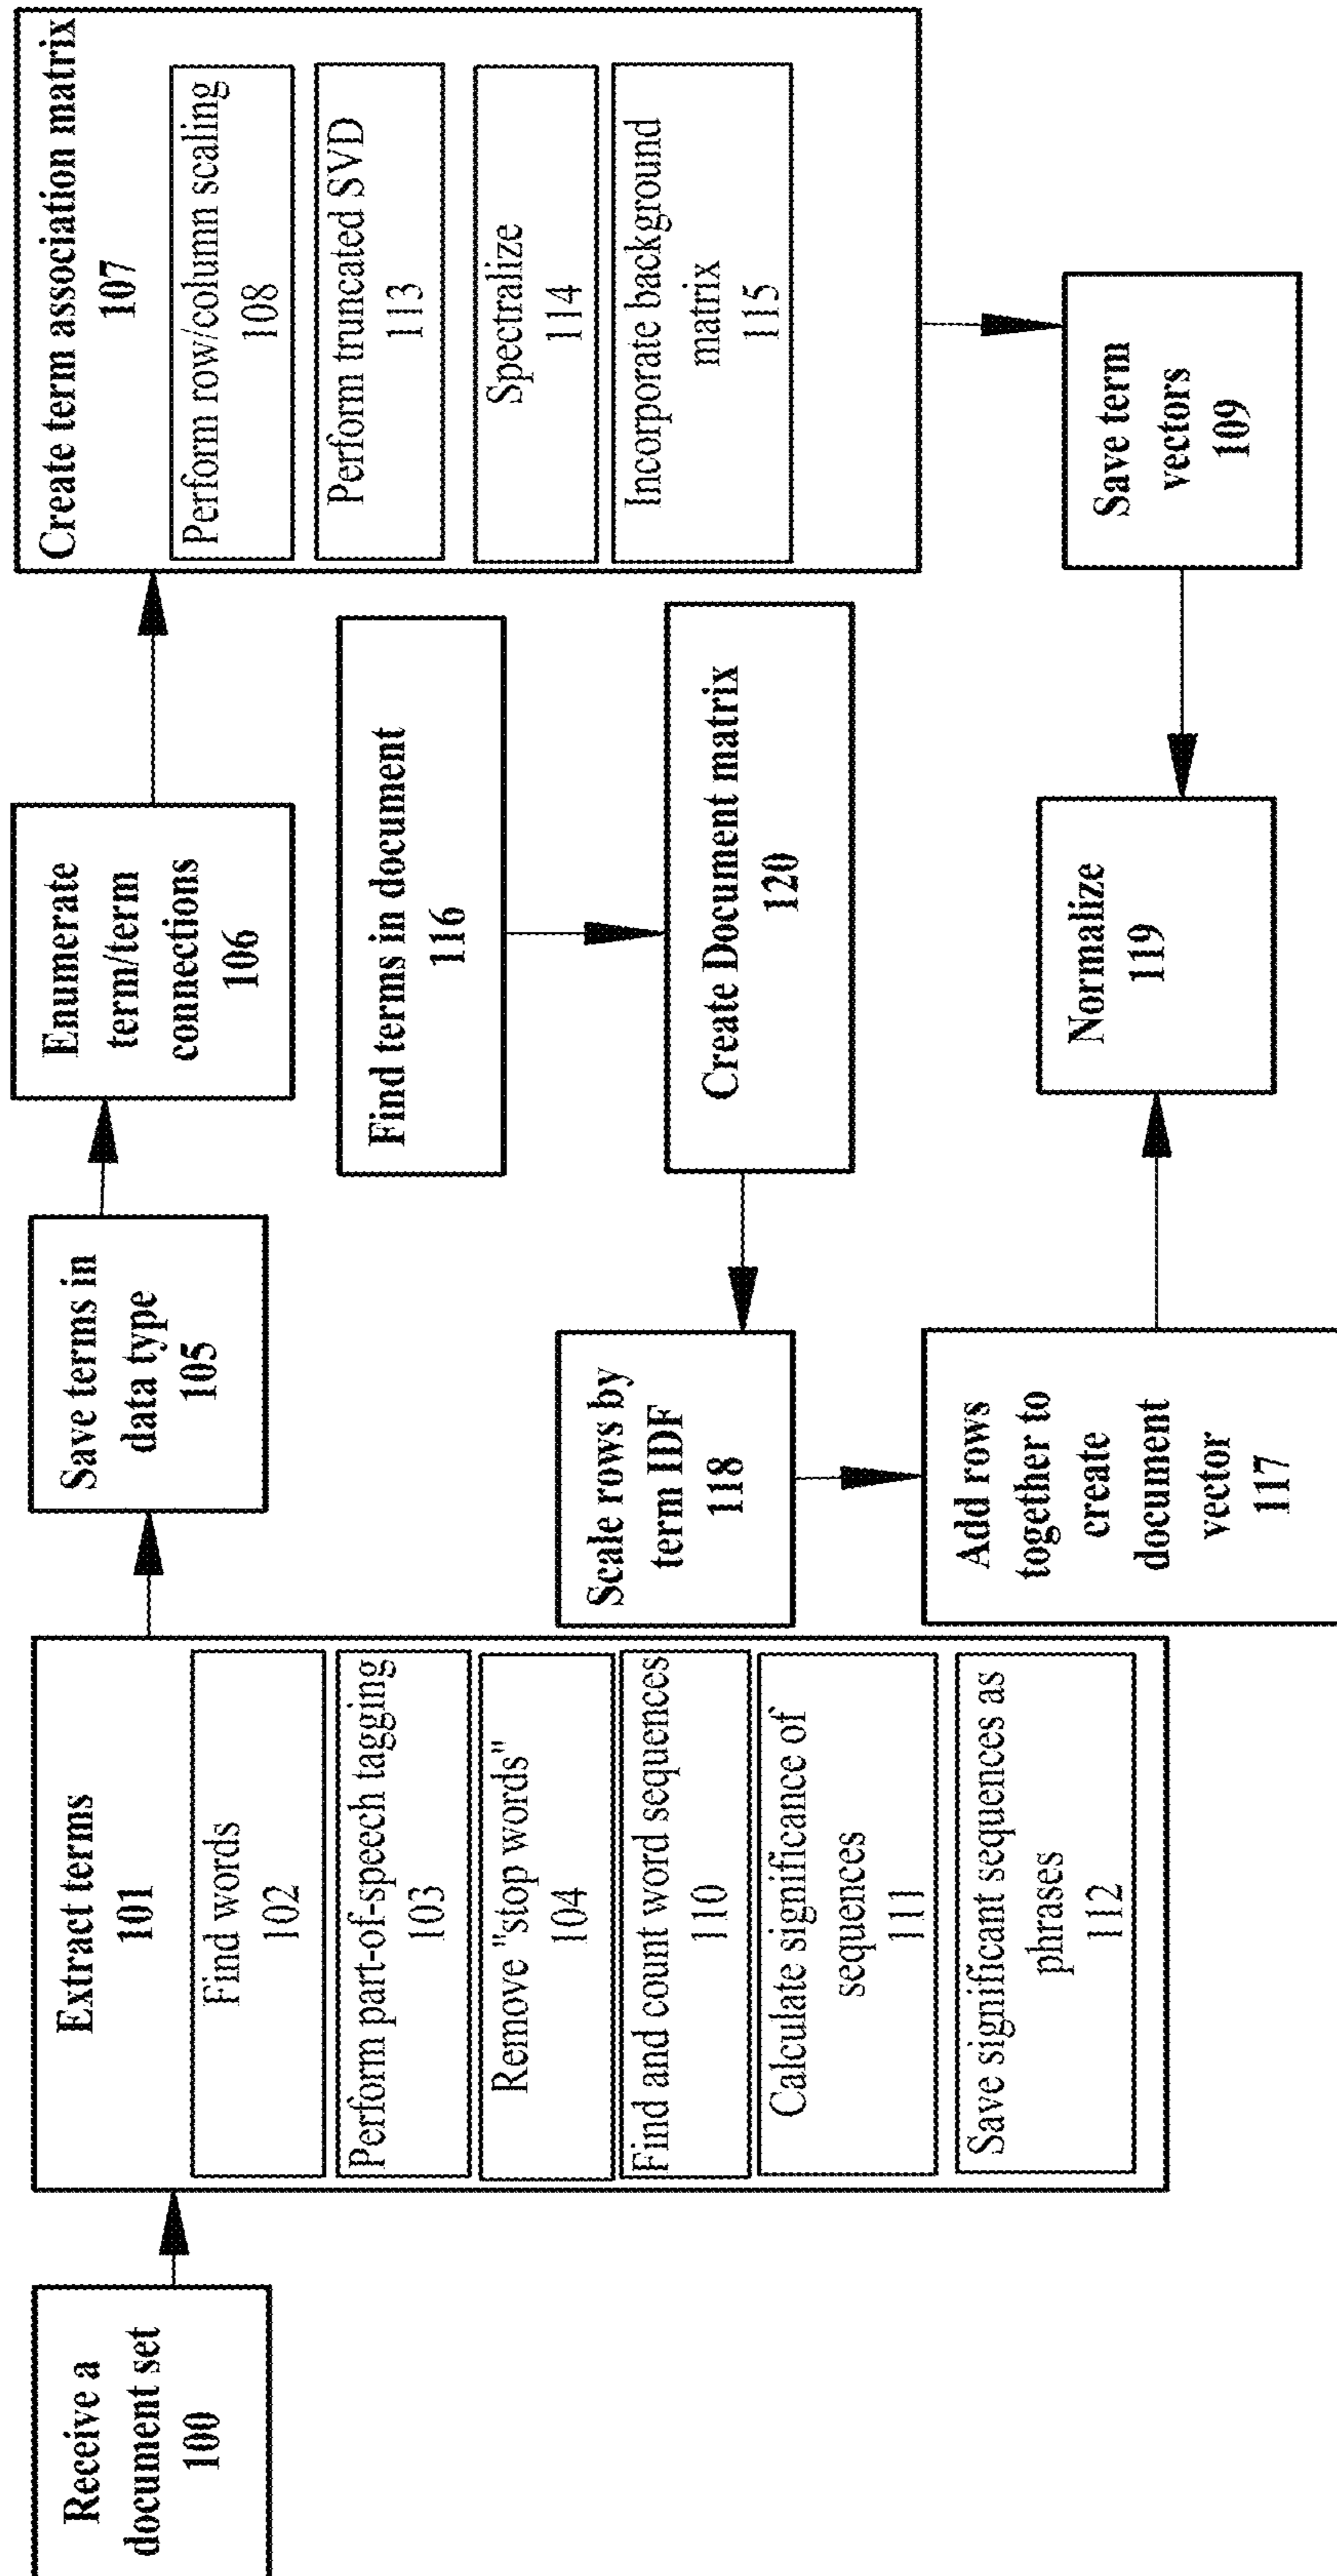 Receive a
document set
100
Extract terms
101
Find words
102
Perform part-of-speech tagging
103
Remove "stop words"
104
Find and count word sequences
110
Calculate significance of
sequences
111
Save significant sequences as
phrases
112
Save terms in
data type
105
Enumerate
term/term
connections
106
Create term association matrix
107
Perform row/column scaling
108
Perform truncated SVD
113
Spectralize
114
Incorporate background
matrix
115
Find terms in document
116
Create Document matrix
120
Scale rows by
term IDF
118
Add rows
together to
create
document
vector
117
Normalize
119
Save term
vectors
109